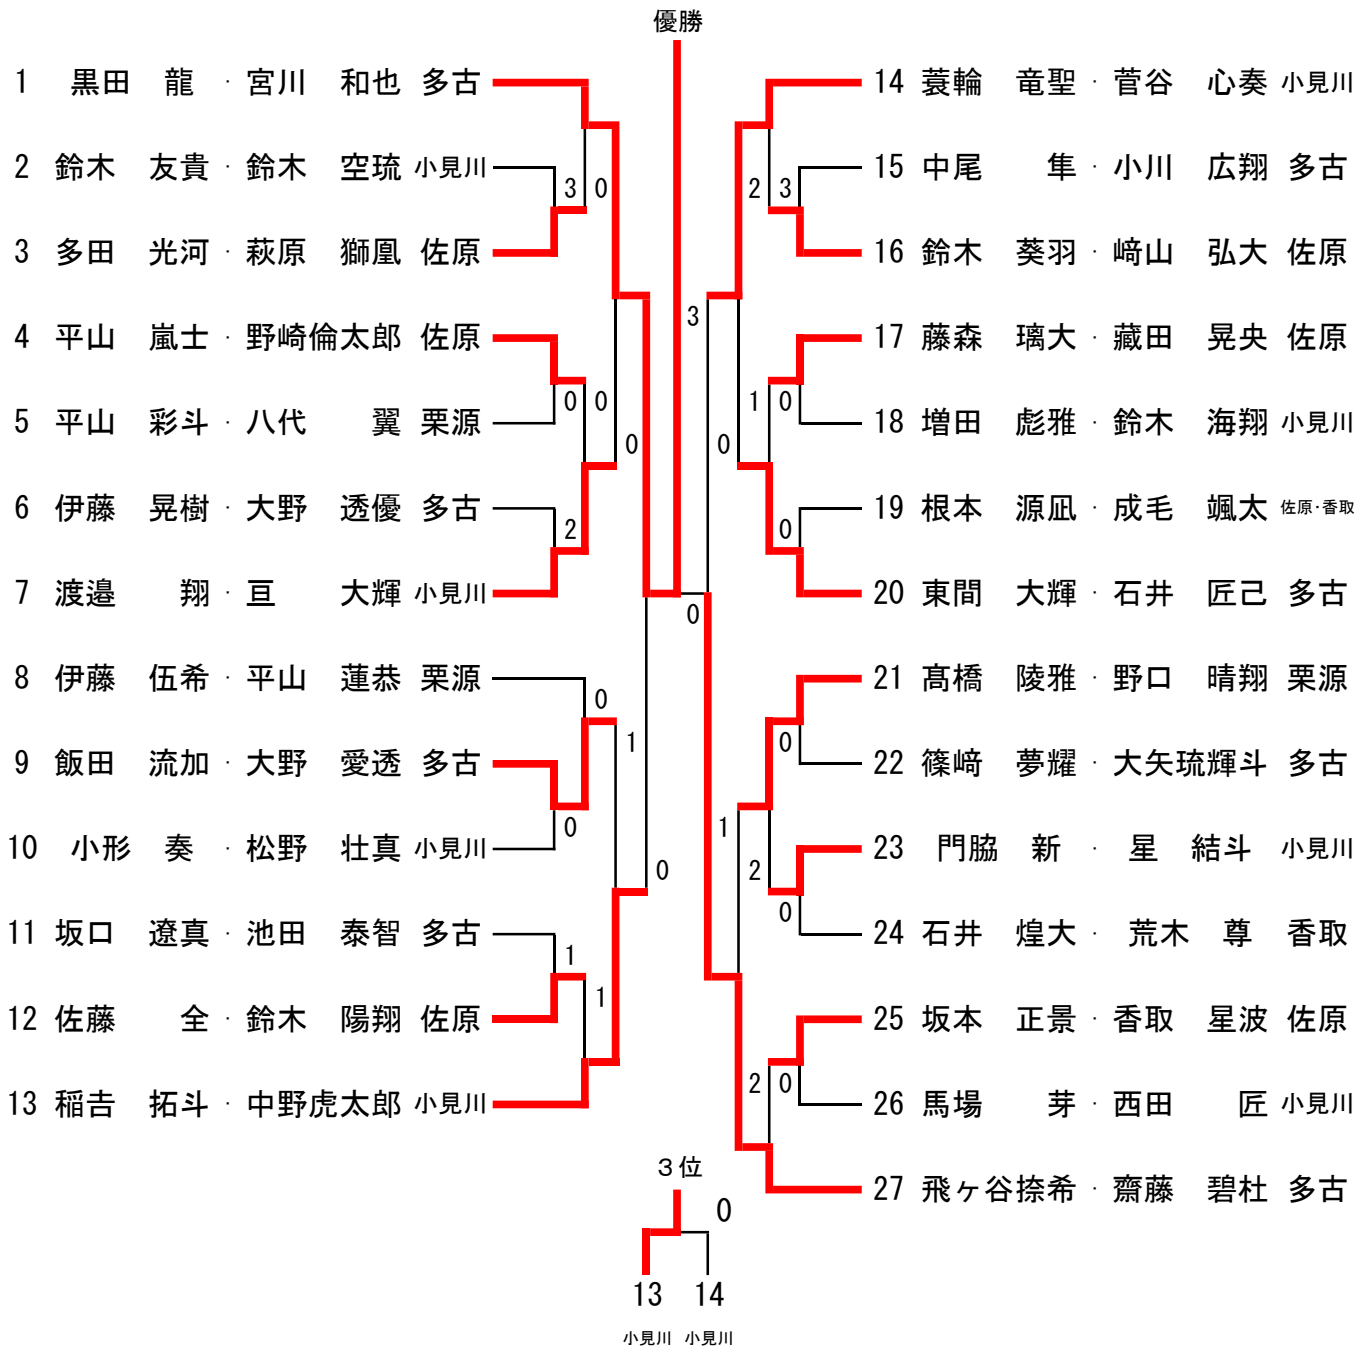 優勝
1 黒田 龍 · 宮川 和也 多古
2 鈴木 友貴 · 鈴木 空琉 小見川
3 多田 光河 · 萩原 獅凰 佐原
4 平山 嵐士 · 野崎倫太郎 佐原
5 平山 彩斗 · 八代 翼 栗源
6 伊藤 晃樹 · 大野 透優 多古
7 渡邉 翔 · 亘 大輝 小見川
8 伊藤 伍希 · 平山 蓮恭 栗源
9 飯田 流加 · 大野 愛透 多古
10 小形 奏 · 松野 壮真 小見川
11 坂口 遼真 · 池田 泰智 多古
12 佐藤 全 · 鈴木 陽翔 佐原
13 稲吉 拓斗 · 中野虎太郎 小見川
3 0
0 0
2
0
0
0
1
1
1
0
14 蓑輪 竜聖 · 菅谷 心奏 小見川
15 中尾 隼 · 小川 広翔 多古
16 鈴木 葵羽 · 﨑山 弘大 佐原
17 藤森 璃大 · 藏田 晃央 佐原
18 増田 彪雅 · 鈴木 海翔 小見川
19 根本 源凪 · 成毛 颯太 佐原·香取
20 東間 大輝 · 石井 匠己 多古
21 髙橋 陵雅 · 野口 晴翔 栗源
22 篠﨑 夢耀 · 大矢琉輝斗 多古
23 門脇 新 · 星 結斗 小見川
24 石井 煌大 · 荒木 尊 香取
25 坂本 正景 · 香取 星波 佐原
26 馬場 芽 · 西田 匠 小見川
27 飛ヶ谷捺希 · 齋藤 碧杜 多古
2 3
3
1 0
0
0
0
0
1
2
0
2 0
3位
0
13 14
小見川 小見川